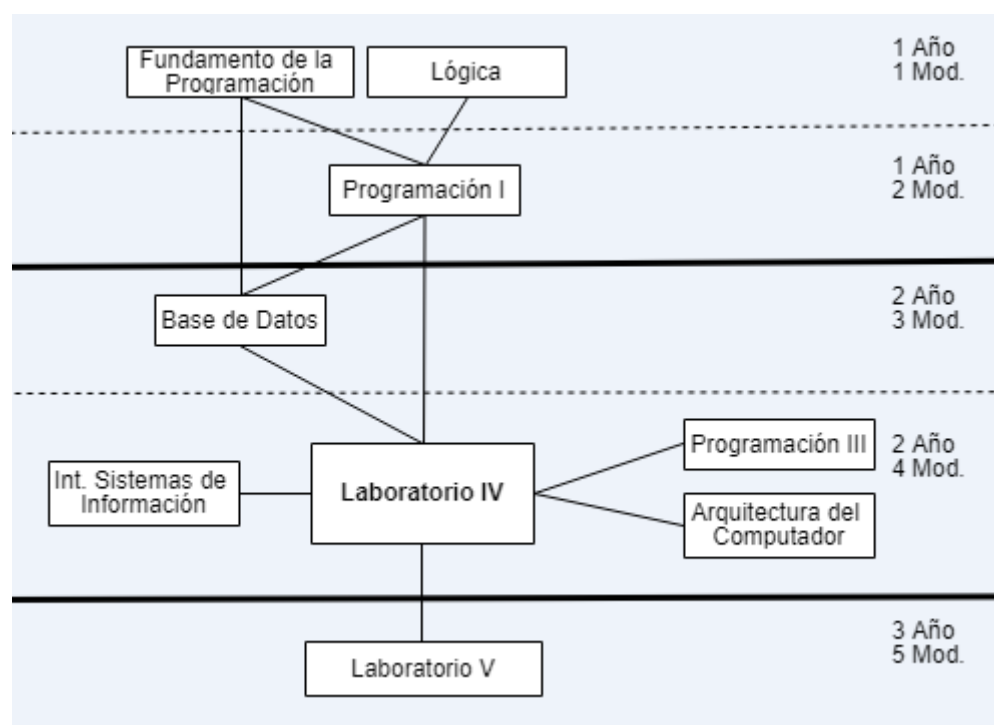 Fundamento de la
Programación
Lógica
1 Año
1 Mod.
Programación I
1 Año
2 Mod.
Base de Datos
2 Año
3 Mod.
Int. Sistemas de
Información
Laboratorio IV
Programación III
Arquitectura del
Computador
2 Año
4 Mod.
Laboratorio V
3 Año
5 Mod.